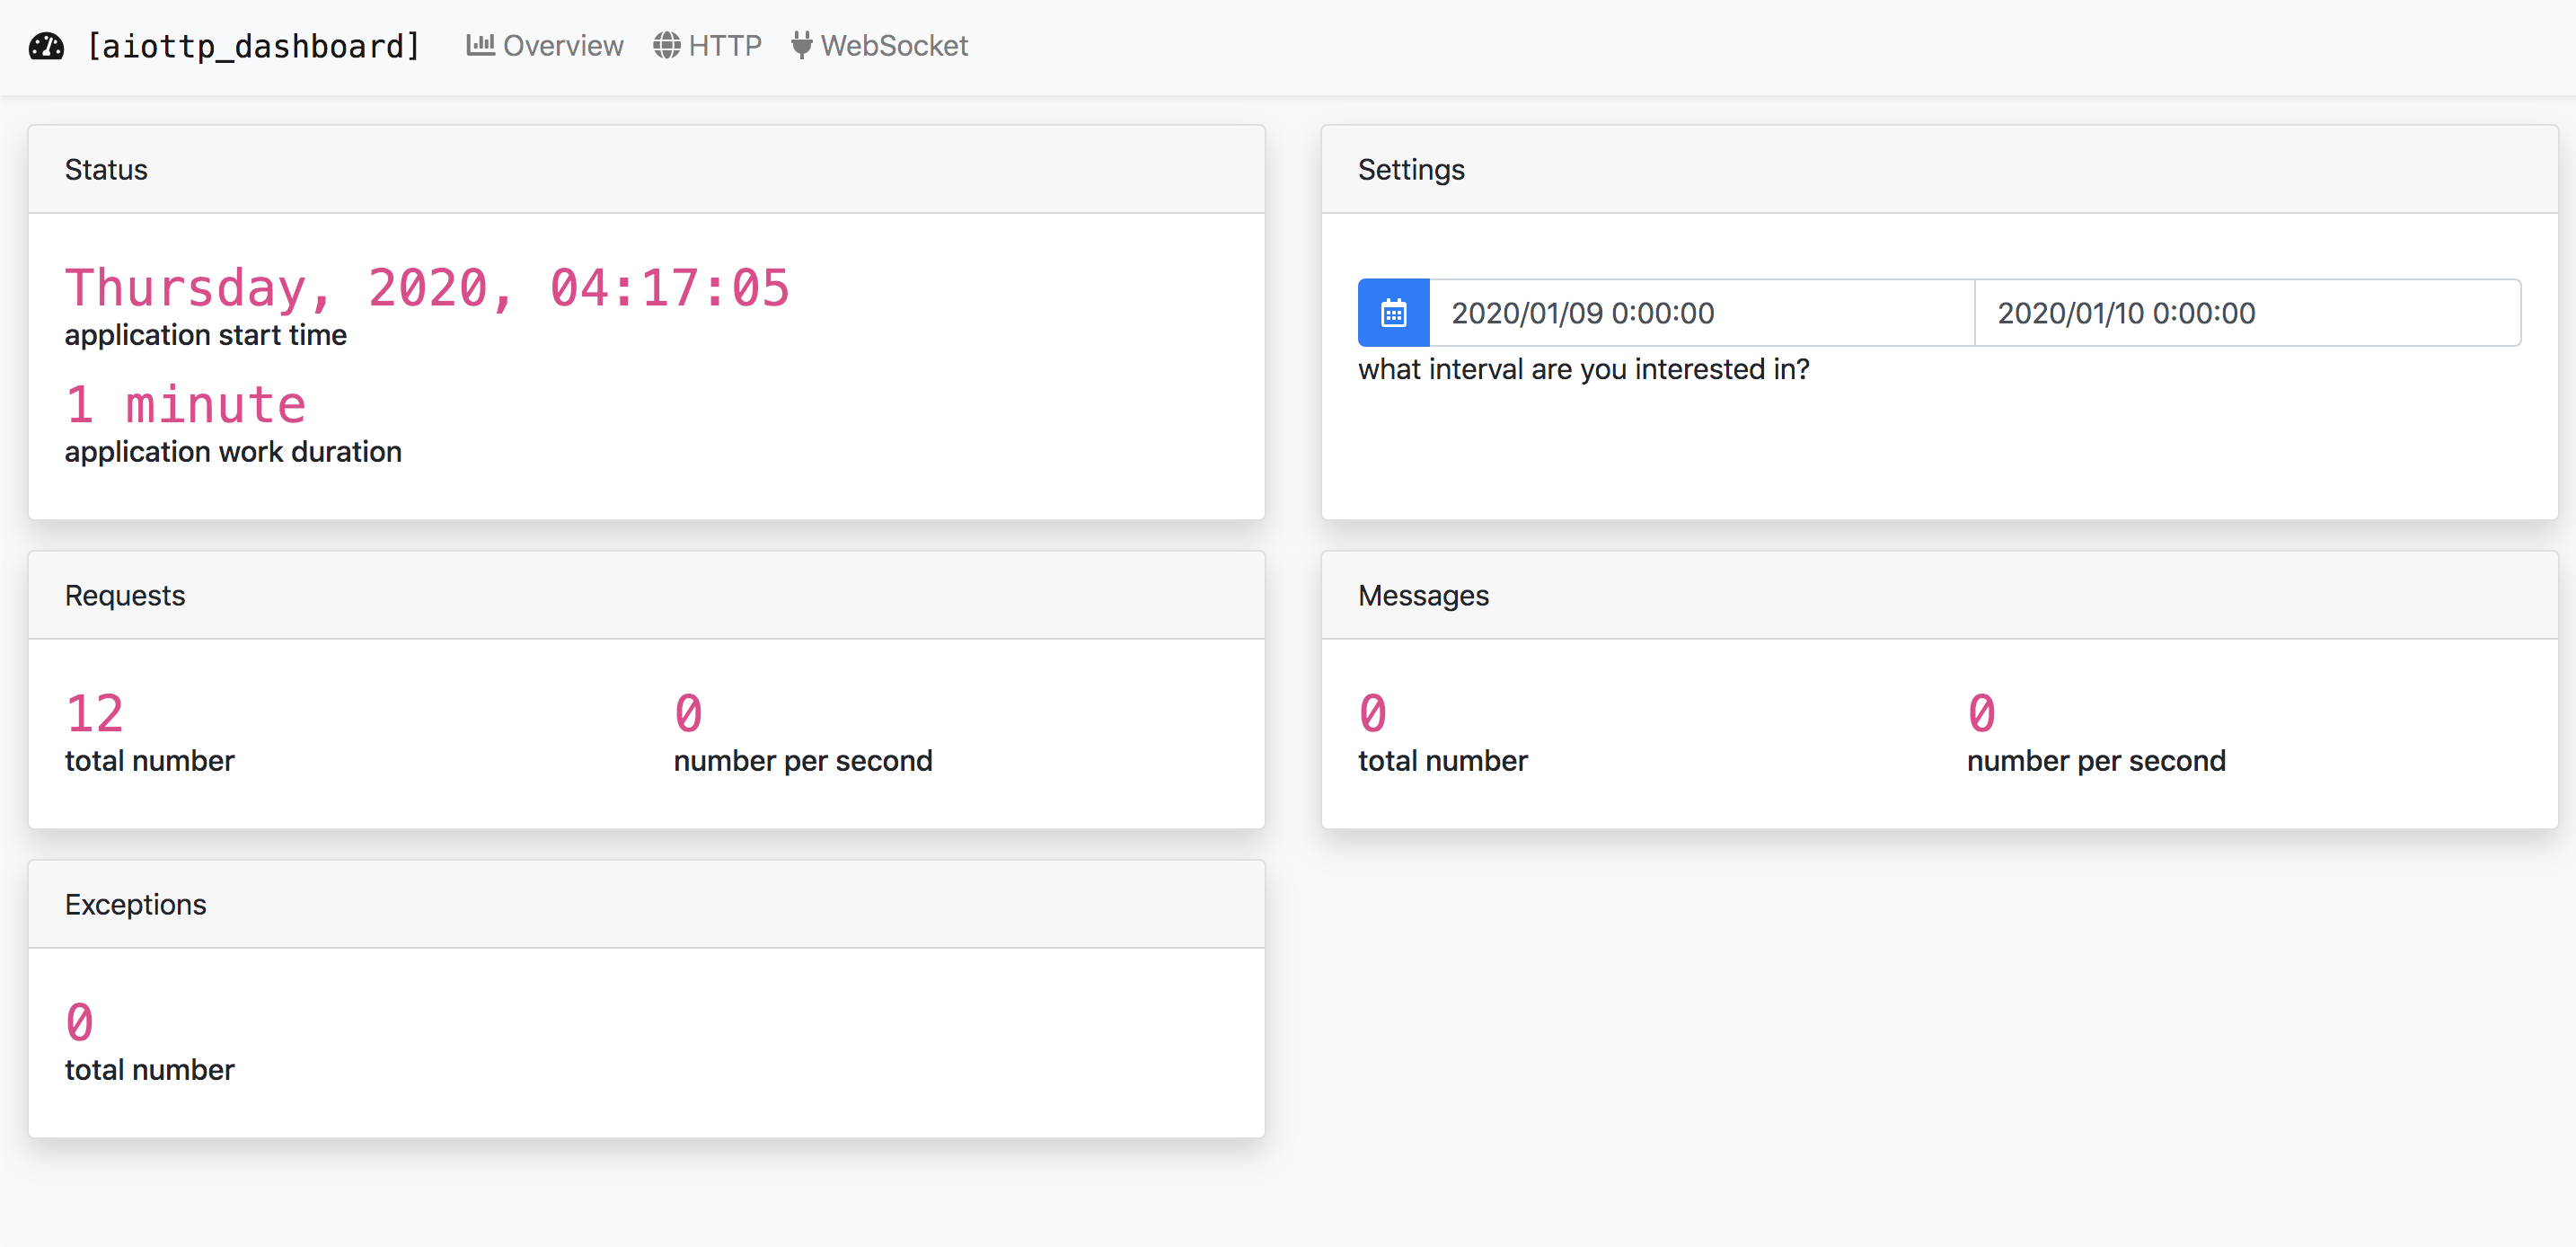 [aiottp_dashboard] Overview HTTP WebSocket
Status
Thursday, 2020, 04:17:05
application start time
1 minute
application work duration
Settings
2020/01/09 0:00:00 2020/01/10 0:00:00
what interval are you interested in?
Requests
12 0
total number number per second
Messages
0 0
total number number per second
Exceptions
0
total number